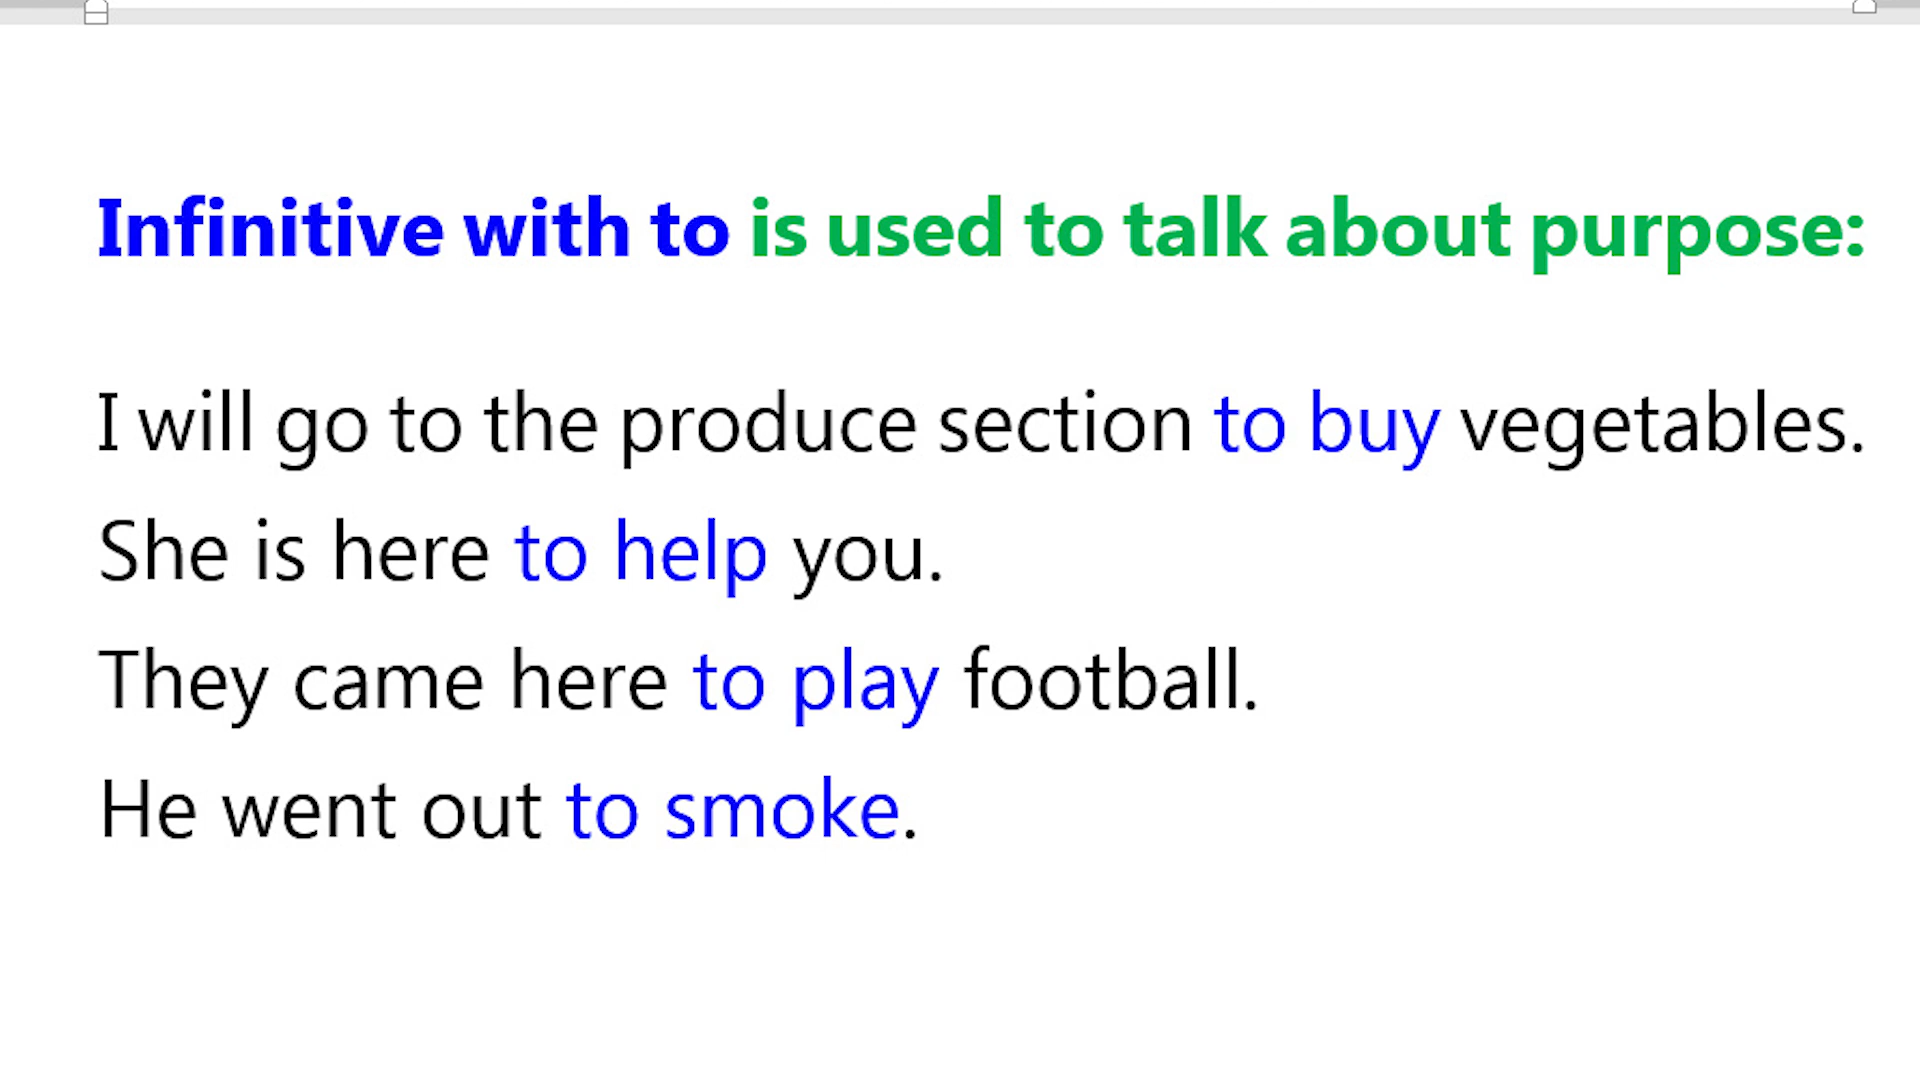 Infinitive with to is used to talk about purpose:
I will go to the produce section to buy vegetables.
She is here to help you.
They came here to play football.
He went out to smoke.